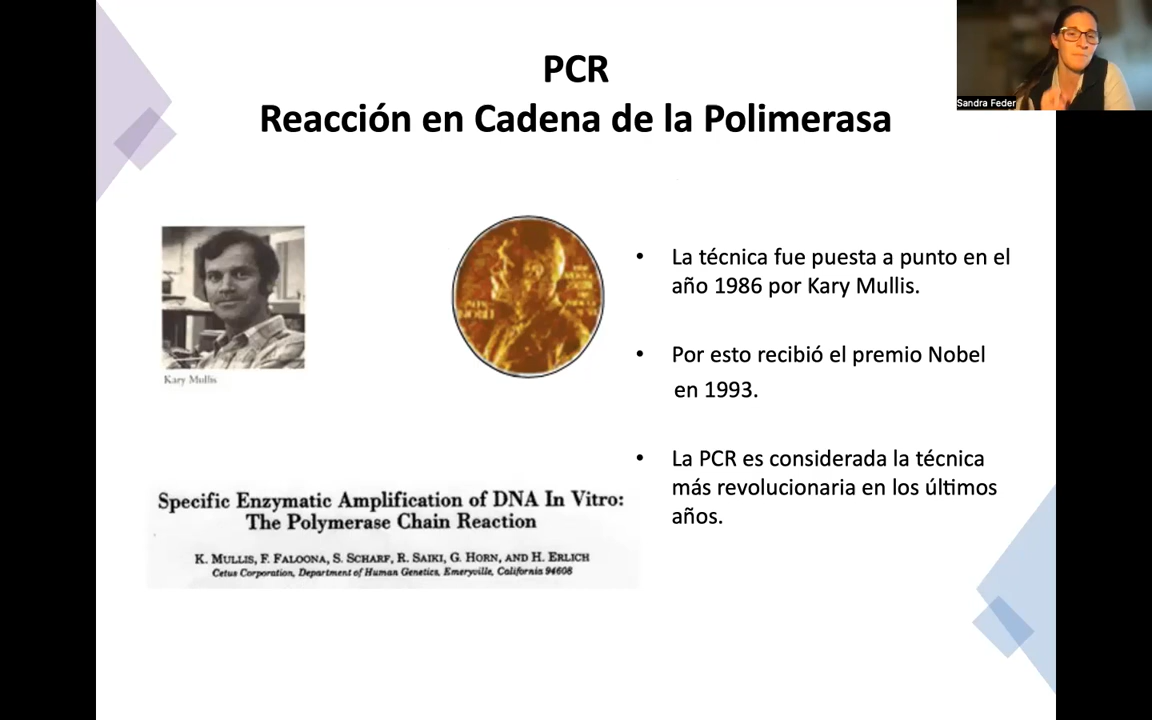 PCR
Reacción en Cadena de la Polimerasa
Sandra Feder
• La técnica fue puesta a punto en el
año 1986 por Kary Mullis.
• Por esto recibió el premio Nobel
en 1993.
• La PCR es considerada la técnica
más revolucionaria en los últimos
años.
Kary Mullis
Specific Enzymatic Amplification of DNA In Vitro:
The Polymerase Chain Reaction
K. MULLIS, F. FALOONA, S. SCHARF, R. SAIKI, G. HORN, AND H. ERLICH
Cetus Corporation, Department of Human Genetics, Emeryville, California 94608